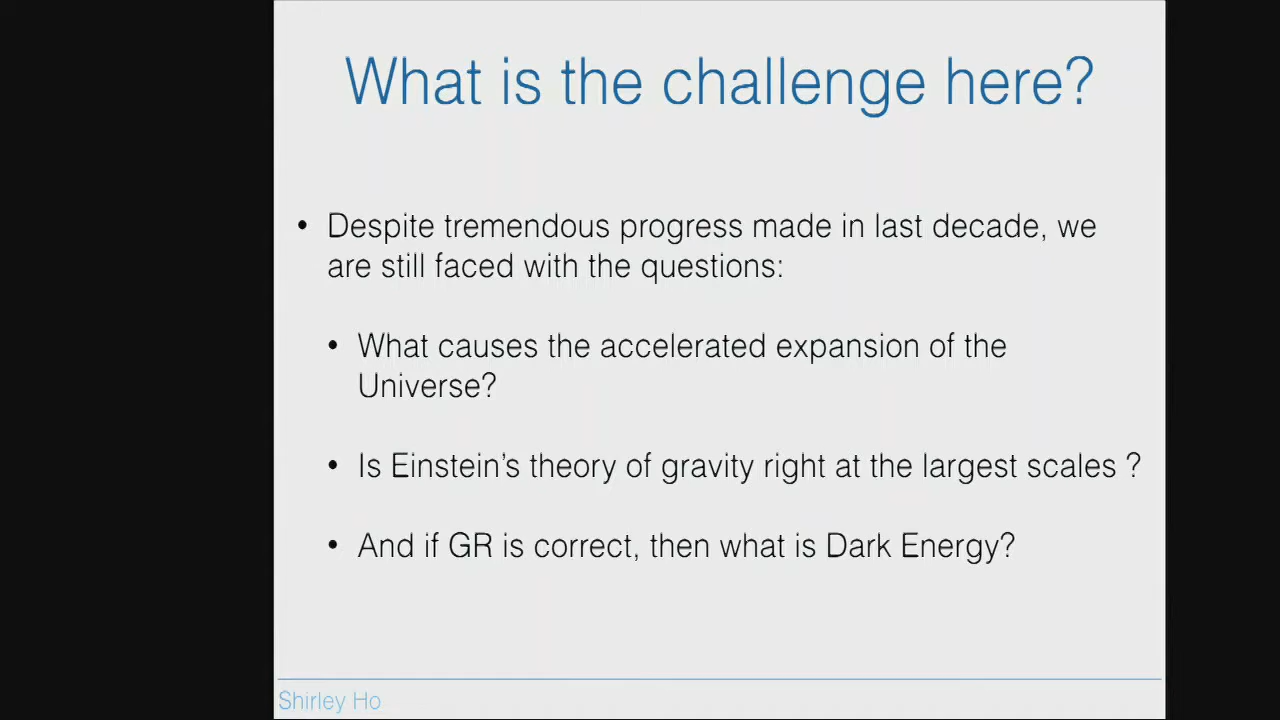 What is the challenge here?
• Despite tremendous progress made in last decade, we
are still faced with the questions:
• What causes the accelerated expansion of the
Universe?
• Is Einstein’s theory of gravity right at the largest scales ?
• And if GR is correct, then what is Dark Energy?
Shirley Ho